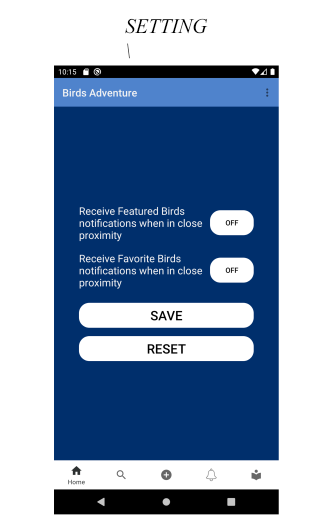 SETTING
10:15
Birds Adventure
Receive Featured Birds
notifications when in close
proximity
OFF
Receive Favorite Birds
notifications when in close
proximity
OFF
SAVE
RESET
Home